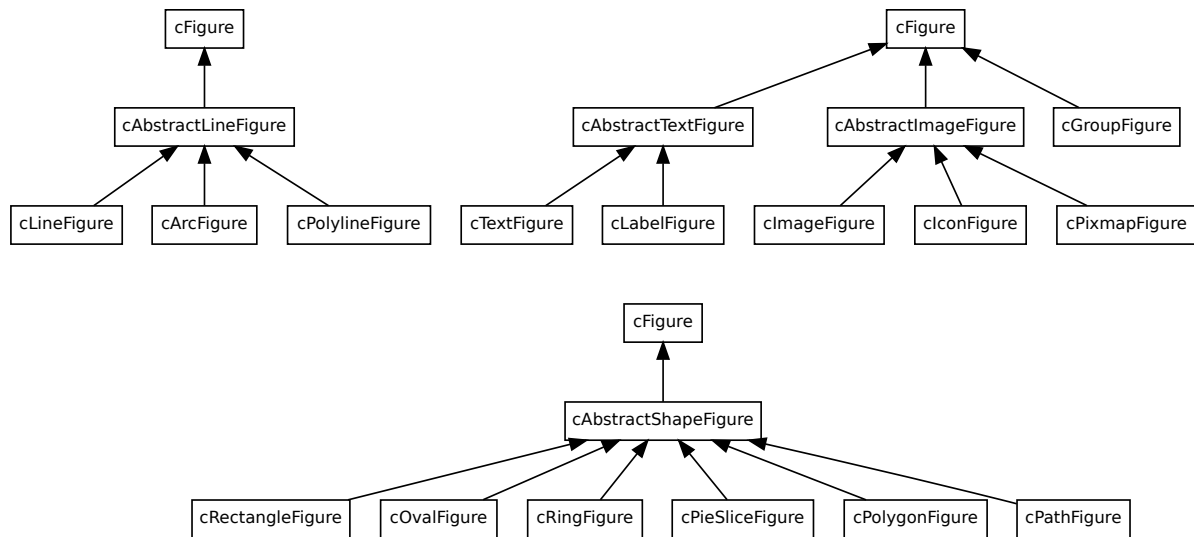 cFigure
cFigure
cAbstractLineFigure
cAbstractTextFigure
cAbstractImageFigure
cGroupFigure
cLineFigure
cArcFigure
cPolylineFigure
cTextFigure
cLabelFigure
cImageFigure
cIconFigure
cPixmapFigure
cFigure
cAbstractShapeFigure
cRectangleFigure
cOvalFigure
cRingFigure
cPieSliceFigure
cPolygonFigure
cPathFigure